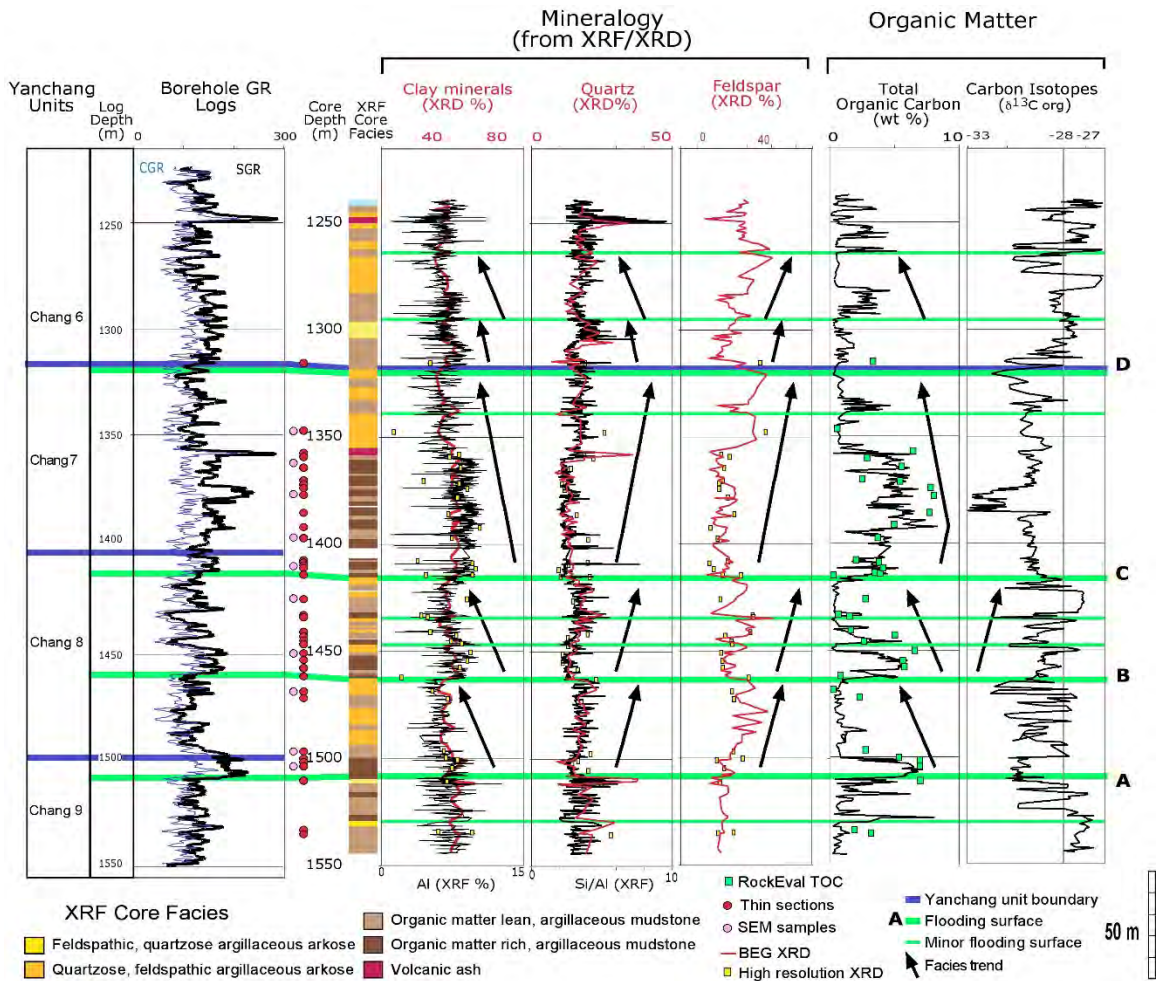 Mineralogy
(from XRF/XRD)
Organic Matter
Yanchang
Units
Log
Depth
(m)
Borehole GR
Logs
0
300
Core
Depth
(m)
XRF
Core
Facies
Clay minerals
(XRD %)
40
80
Quartz
(XRD%)
0
50
Feldspar
(XRD %)
0
40
Total
Organic Carbon
(wt %)
0
10
Carbon Isotopes
(δ13C org)
-33
-28
-27
CGR
SGR
1250
1250
Chang 6
1300
1300
D
1350
1350
Chang7
1400
1400
C
Chang 8
1450
1450
B
1500
1500
A
Chang 9
1550
1550
0
Al (XRF %)
15
0
Si/Al (XRF)
10
XRF Core Facies
Feldspathic, quartzose argillaceous arkose
Quartzose, feldspathic argillaceous arkose
Organic matter lean, argillaceous mudstone
Organic matter rich, argillaceous mudstone
Volcanic ash
RockEval TOC
Thin sections
SEM samples
BEG XRD
High resolution XRD
Yanchang unit boundary
A Flooding surface
Minor flooding surface
Facies trend
50 m